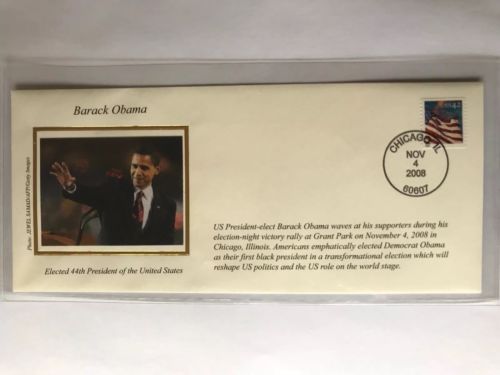 Barack Obama
Photo: JEWEL SAMAD/AFP/Getty Images
Elected 44th President of the United States
USA 42
CHICAGO, IL
NOV
4
2008
60607
US President-elect Barack Obama waves at his supporters during his
election-night victory rally at Grant Park on November 4, 2008 in
Chicago, Illinois. Americans emphatically elected Democrat Obama
as their first black president in a transformational election which will
reshape US politics and the US role on the world stage.